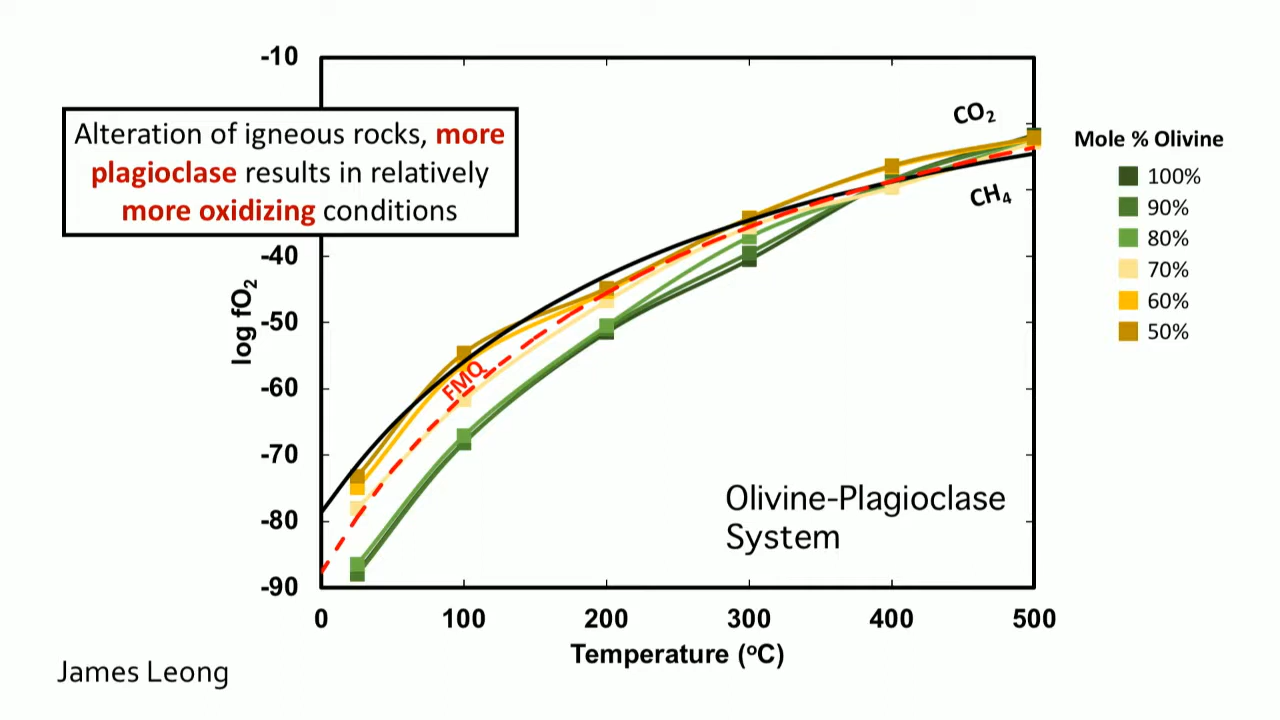 -10
Alteration of igneous rocks, more
plagioclase results in relatively
more oxidizing conditions
-40
-50
-60
-70
-80
-90
log fO₂
0 100 200 300 400 500
Temperature (ºC)
CO₂
CH₄
FMQ
Olivine-Plagioclase
System
Mole % Olivine
100%
90%
80%
70%
60%
50%
James Leong